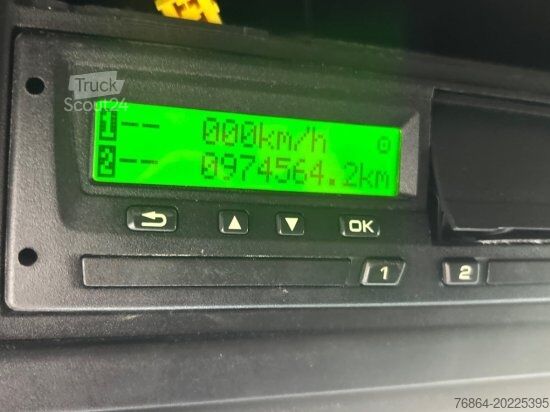 Truck
Scout24
1 -- 000km/h
2 -- 0974564.2km
OK
1 2
76864-20225395